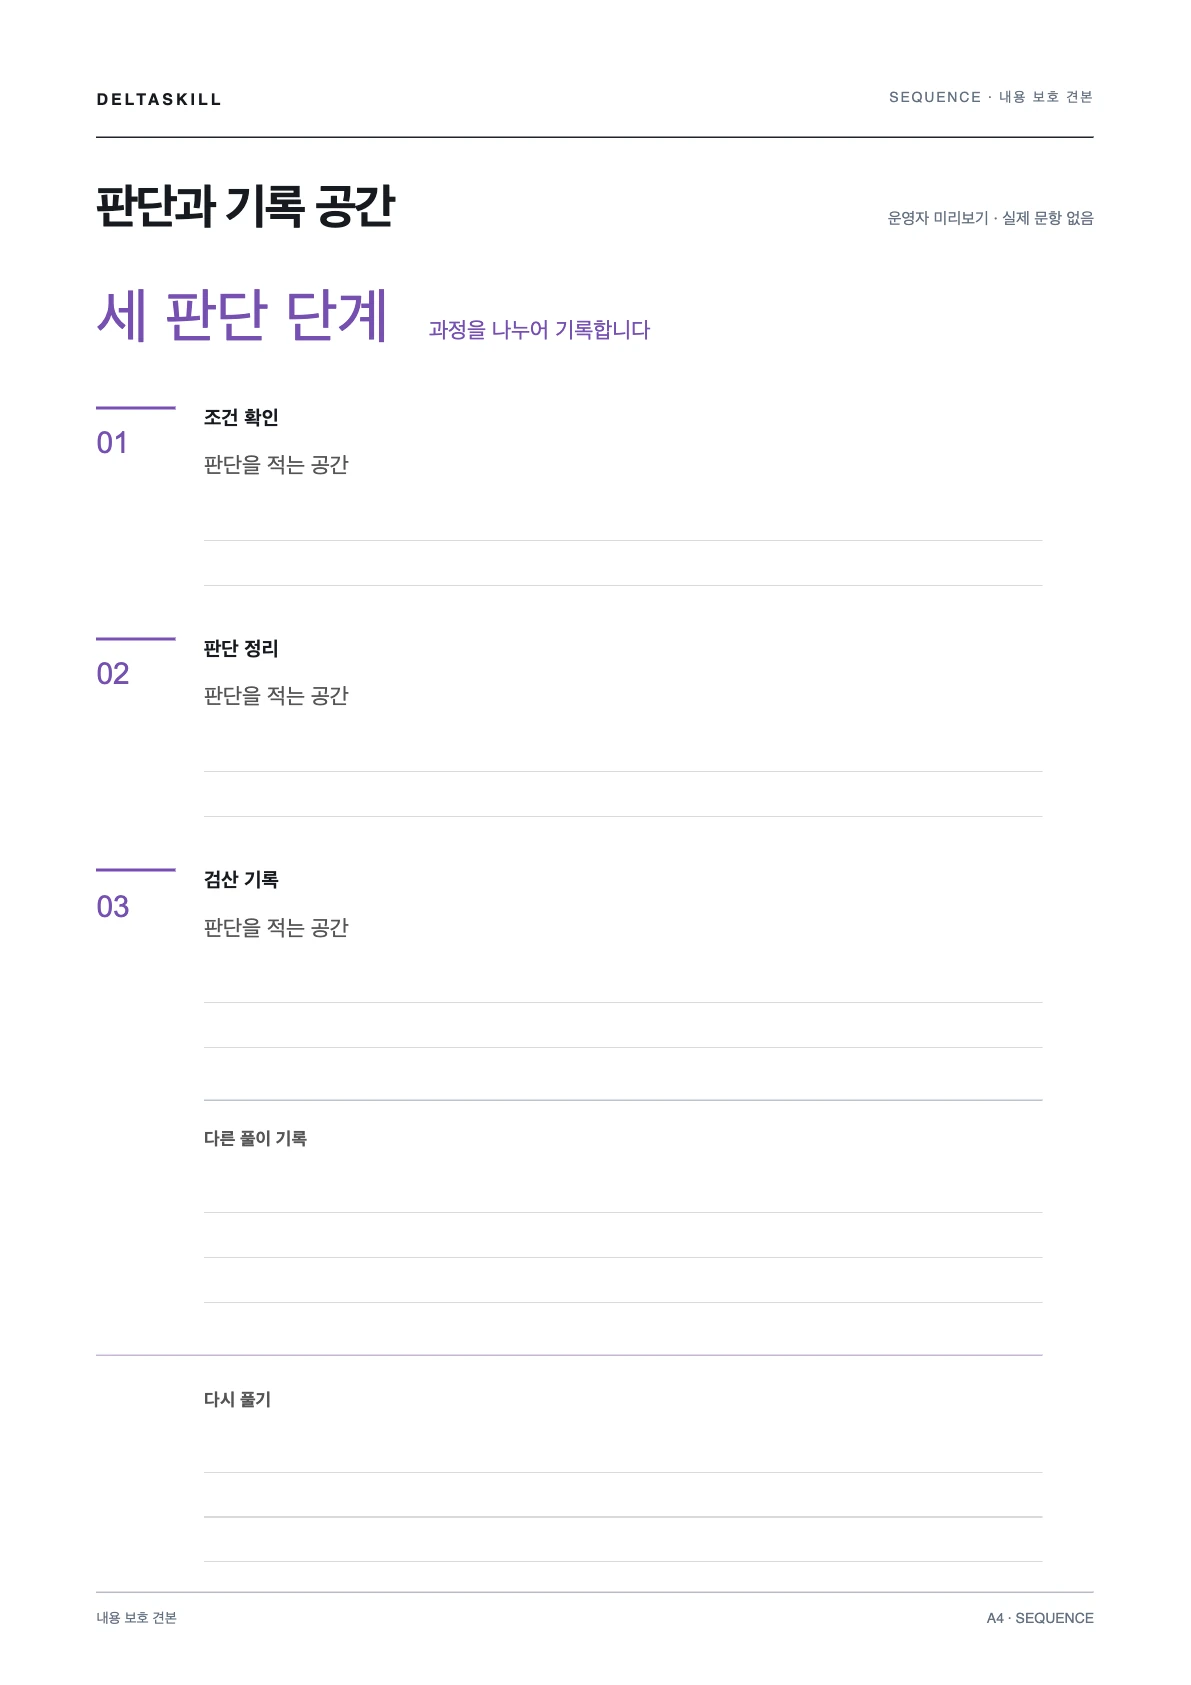 DELTASKILL
SEQUENCE · 내용 보호 견본
판단과 기록 공간
운영자 미리보기 · 실제 문항 없음
세 판단 단계
과정을 나누어 기록합니다
01
조건 확인
판단을 적는 공간
02
판단 정리
판단을 적는 공간
03
검산 기록
판단을 적는 공간
다른 풀이 기록
다시 풀기
내용 보호 견본
A4 · SEQUENCE